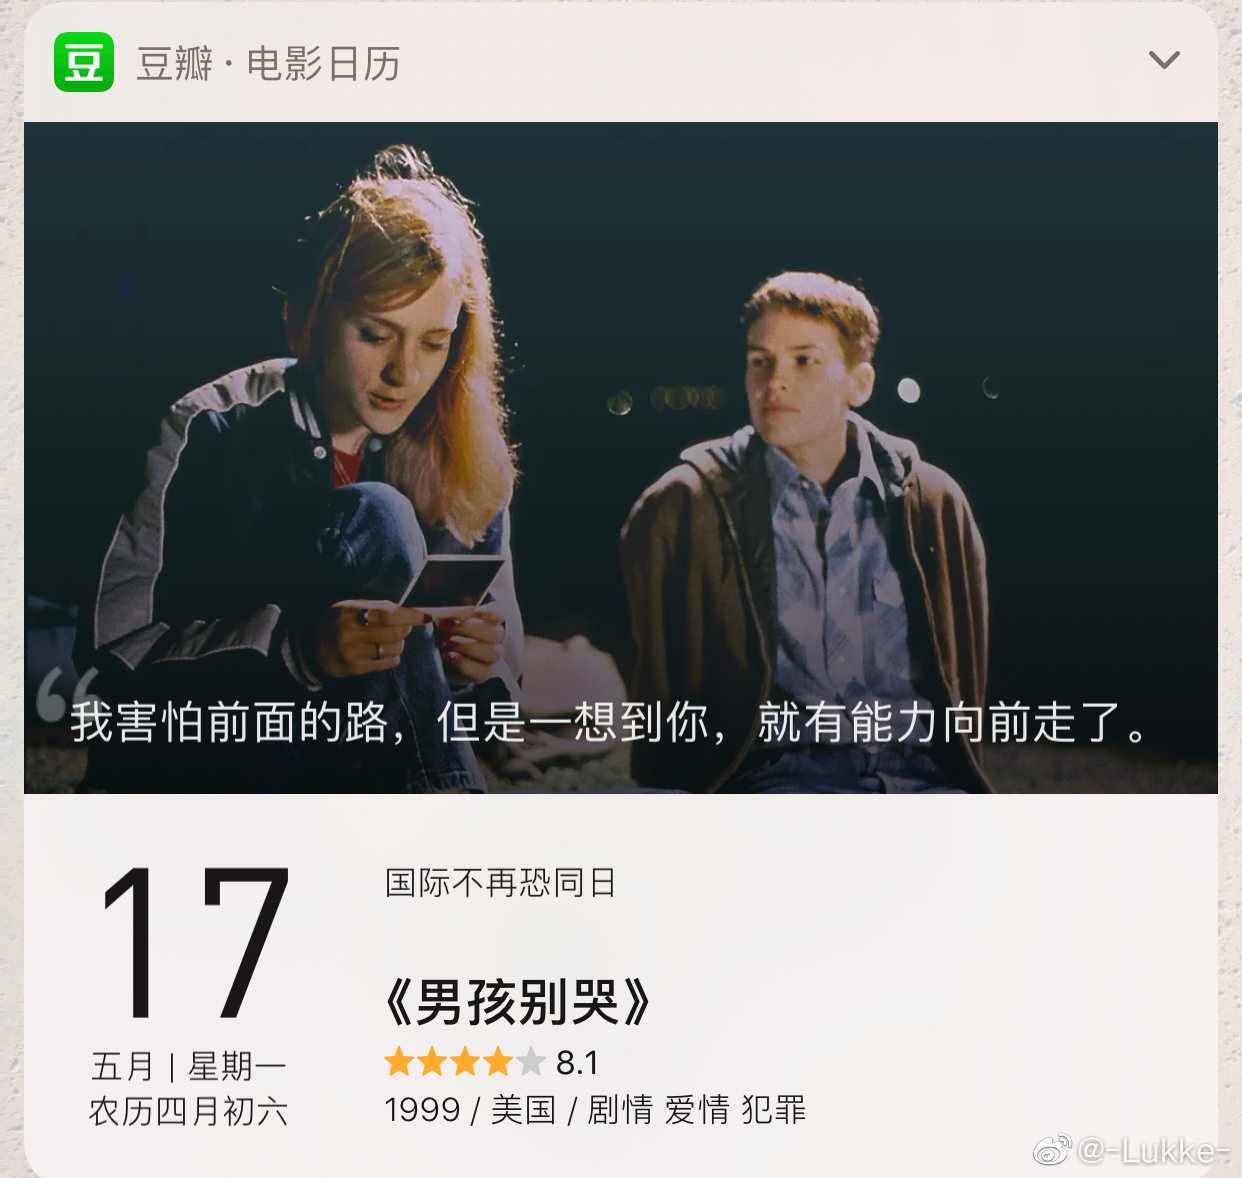 豆 豆瓣 · 电影日历
“我害怕前面的路，但是一想到你，就有能力向前走了。
17
五月 | 星期一
农历四月初六
国际不再恐同日
《男孩别哭》
8.1
1999 / 美国 / 剧情 爱情 犯罪
@-Lukke-